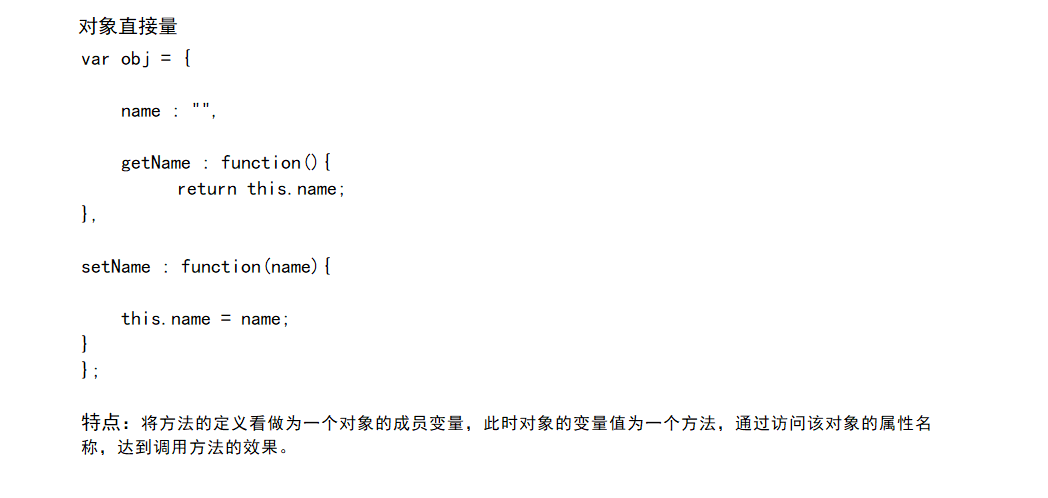 对象直接量
var obj = {
name : "",
getName : function(){
return this.name;
},
setName : function(name){
this.name = name;
}
};
特点：将方法的定义看做为一个对象的成员变量，此时对象的变量值为一个方法，通过访问该对象的属性名
称，达到调用方法的效果。